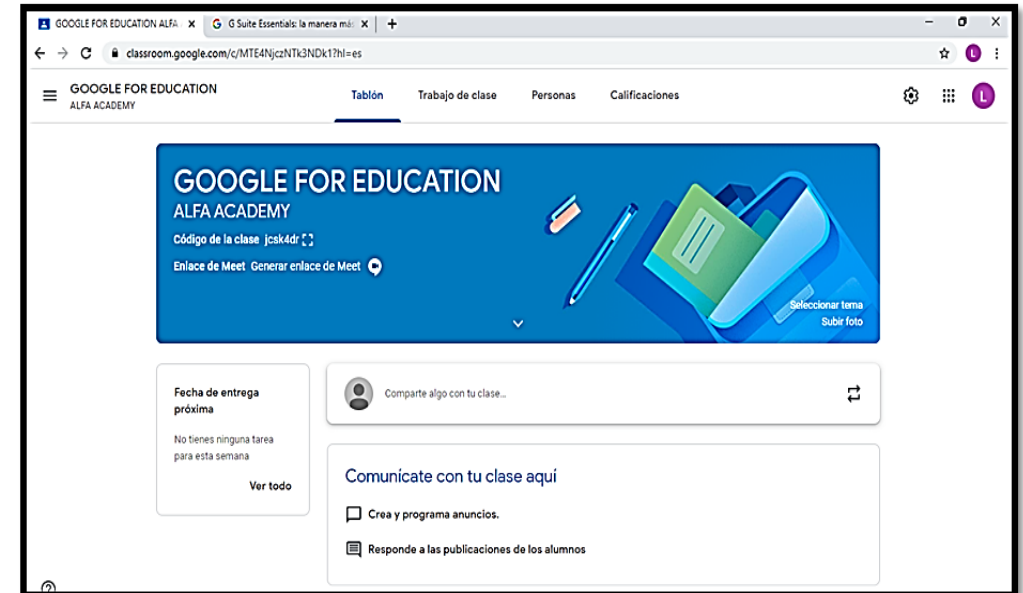 GOOGLE FOR EDUCATION ALFA
G Suite Essentials: la manera más
classroom.google.com/c/MTE4NjczNTk3NDk1?hl=es
L
GOOGLE FOR EDUCATION
ALFA ACADEMY
Tablón
Trabajo de clase
Personas
Calificaciones
L
GOOGLE FOR EDUCATION
ALFA ACADEMY
Código de la clase jcsk4dr
Enlace de Meet Generar enlace de Meet
Seleccionar tema
Subir foto
Fecha de entrega
próxima
No tienes ninguna tarea
para esta semana
Ver todo
Comparte algo con tu clase...
Comunícate con tu clase aquí
Crea y programa anuncios.
Responde a las publicaciones de los alumnos